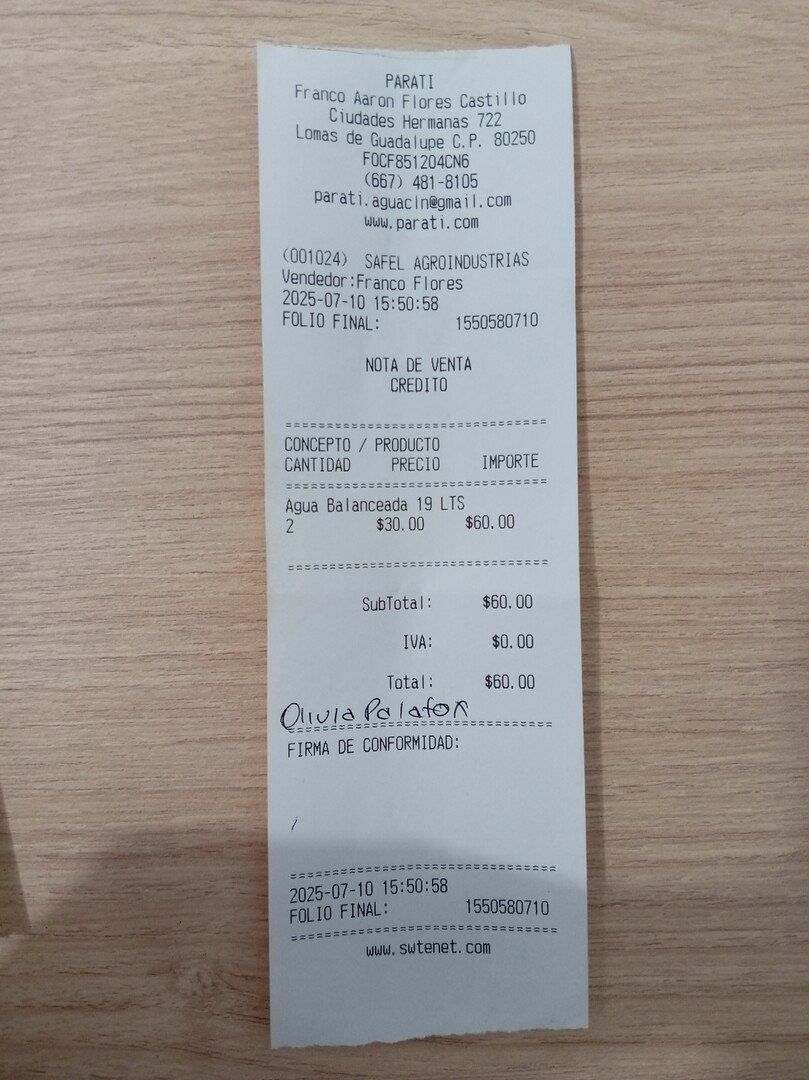 PARATI
Franco Aaron Flores Castillo
Ciudades Hermanas 722
Lomas de Guadalupe C.P. 80250
FOCF851204CN6
(667) 481-8105
parati.aguacln@gmail.com
www.parati.com
(001024) SAFEL AGROINDUSTRIAS
Vendedor:Franco Flores
2025-07-10 15:50:58
FOLIO FINAL: 1550580710
NOTA DE VENTA
CREDITO
================================
CONCEPTO / PRODUCTO
CANTIDAD PRECIO IMPORTE
================================
Agua Balanceada 19 LTS
2 $30.00 $60.00
================================
SubTotal: $60.00
IVA: $0.00
Total: $60.00
Olivia Palafox
================================
FIRMA DE CONFORMIDAD:
================================
2025-07-10 15:50:58
FOLIO FINAL: 1550580710
================================
www.swtenet.com